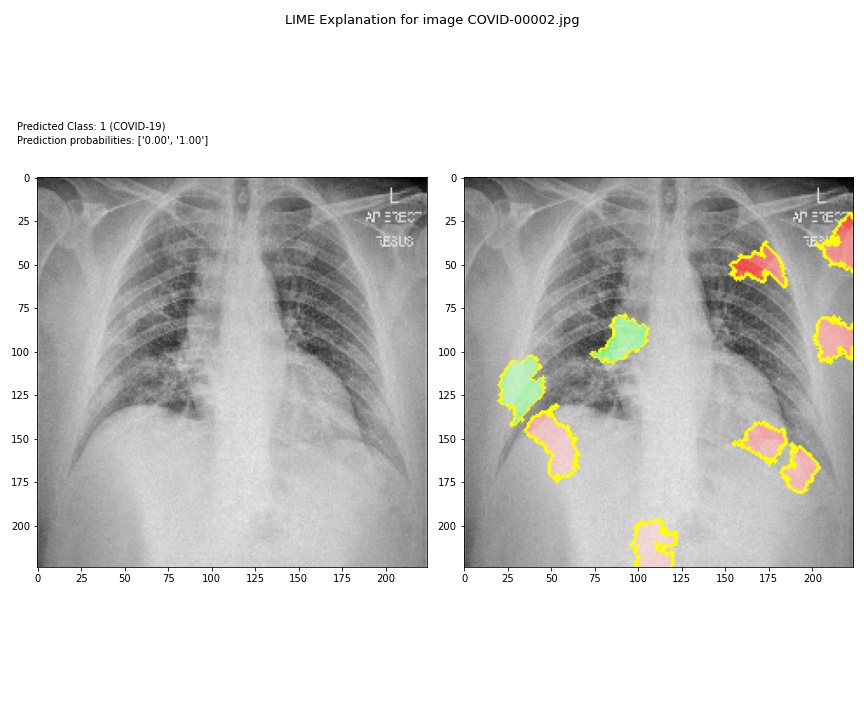 LIME Explanation for image COVID-00002.jpg
Predicted Class: 1 (COVID-19)
Prediction probabilities: ['0.00', '1.00']
0
25
50
75
100
125
150
175
200
0 25 50 75 100 125 150 175 200
L
0
25
50
75
100
125
150
175
200
0 25 50 75 100 125 150 175 200
L